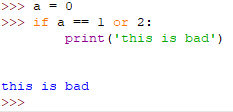 >>> a = 0
>>> if a == 1 or 2:
        print('this is bad')
this is bad
>>>